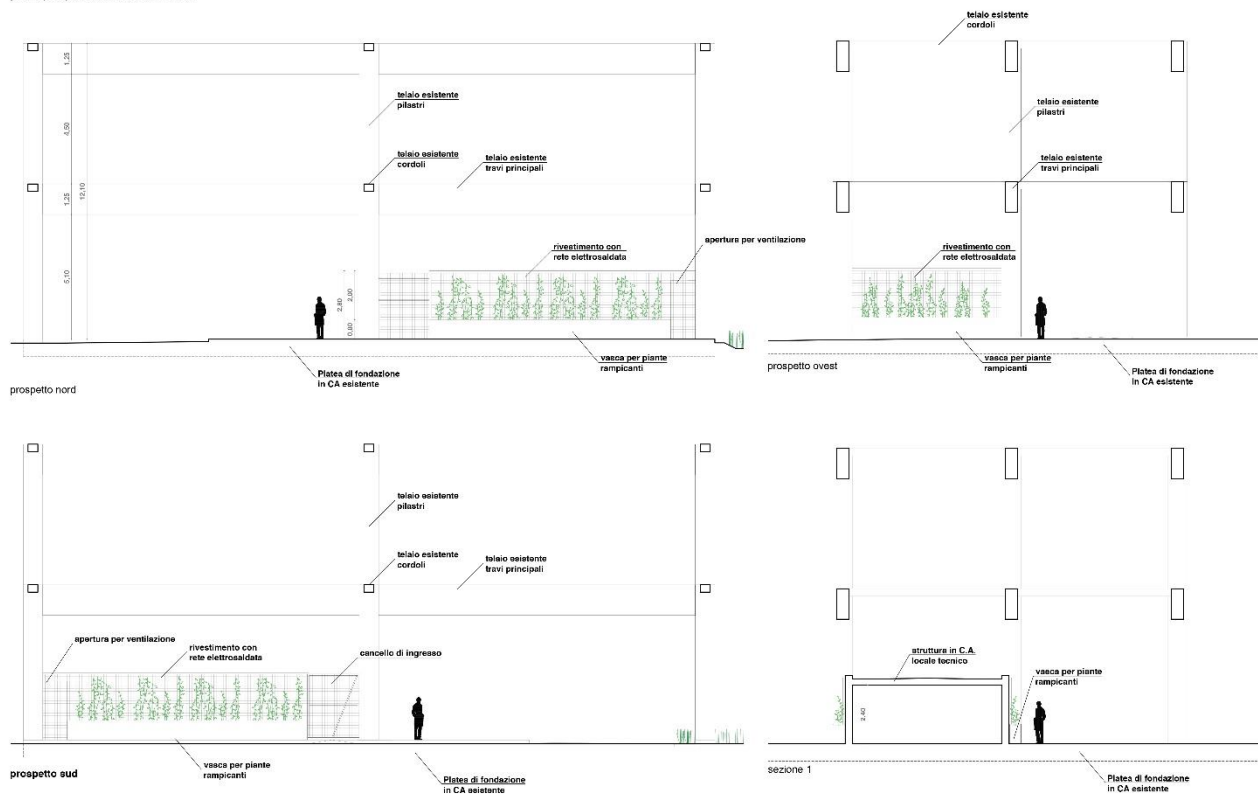 telaio esistente
cordoli
telaio esistente
pilastri
telaio esistente
cordoli
telaio esistente
travi principali
rivestimento con
rete elettrosaldata
apertura per ventilazione
1,25
4,50
1,25
12,10
5,10
2,80
2,00
0,80
vasca per piante
rampicanti
Platea di fondazione
in CA esistente
prospetto nord
telaio esistente
pilastri
telaio esistente
travi principali
rivestimento con
rete elettrosaldata
vasca per piante
rampicanti
Platea di fondazione
in CA esistente
prospetto ovest
telaio esistente
pilastri
telaio esistente
cordoli
telaio esistente
travi principali
apertura per ventilazione
rivestimento con
rete elettrosaldata
cancello di ingresso
vasca per piante
rampicanti
Platea di fondazione
in CA esistente
prospetto sud
struttura in C.A.
locale tecnico
vasca per piante
rampicanti
2,40
Platea di fondazione
in CA esistente
sezione 1